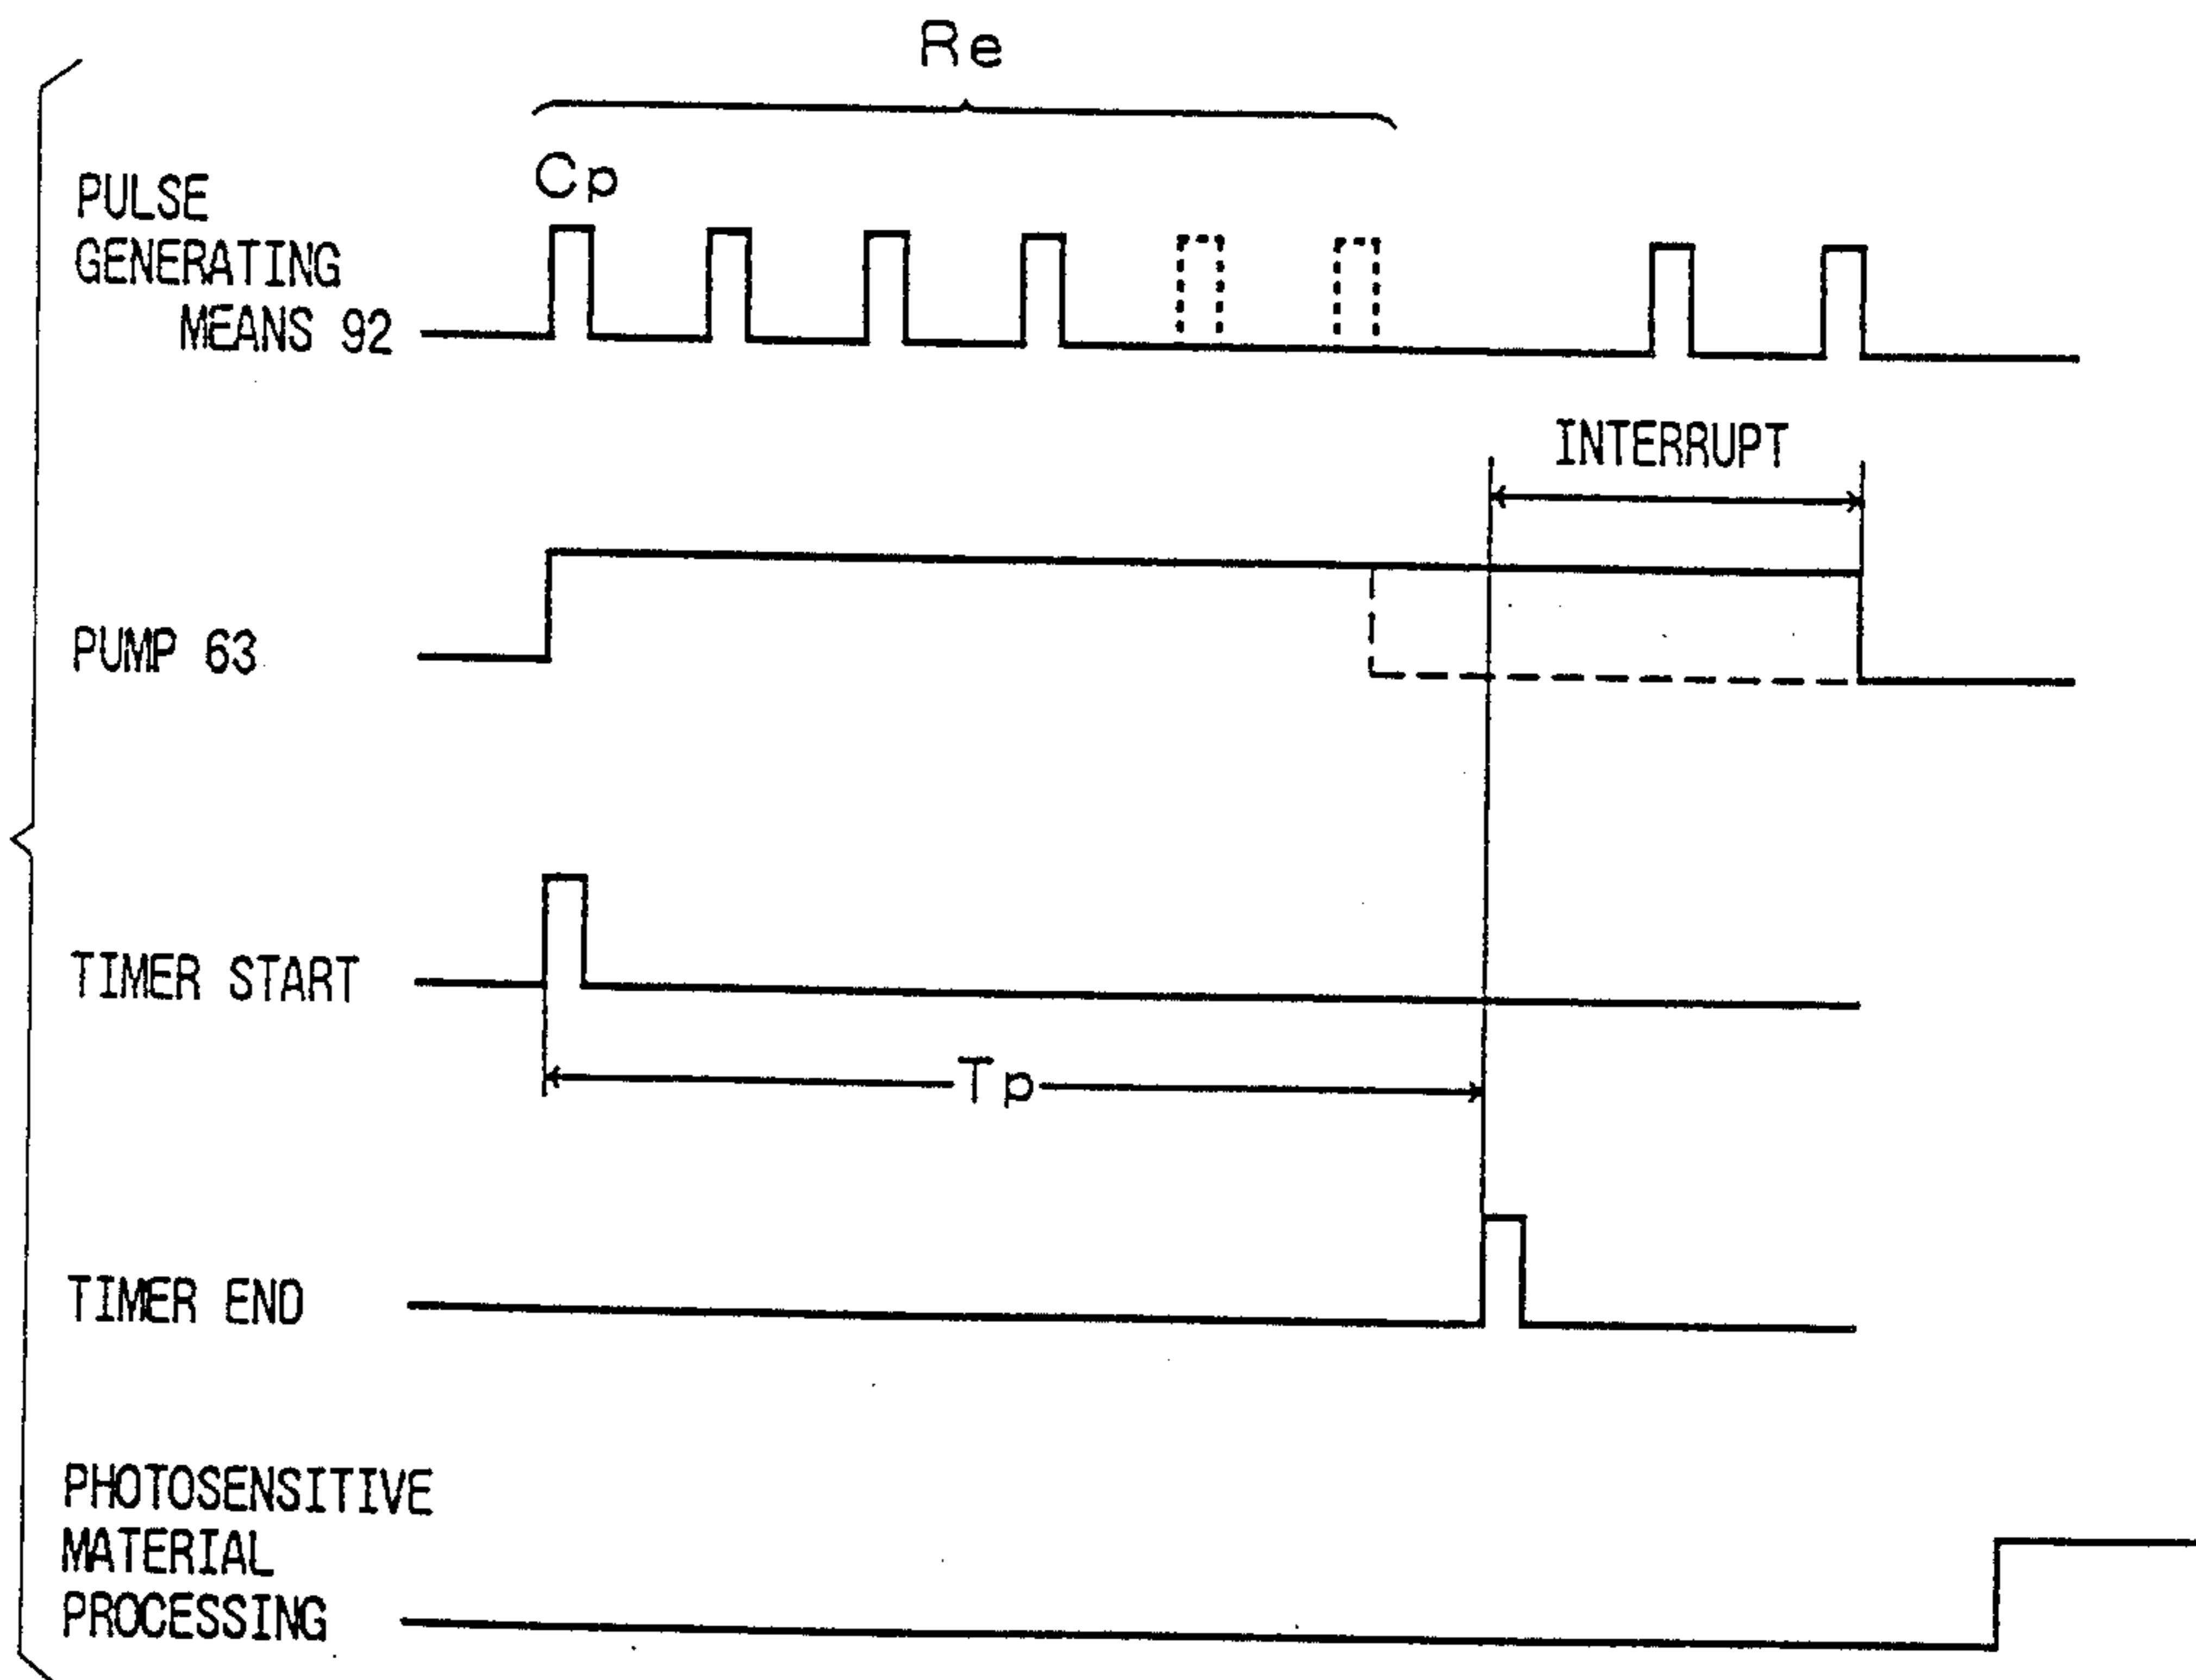 Re
Cp
PULSE
GENERATING
MEANS 92
INTERRUPT
PUMP 63
TIMER START
Tp
TIMER END
PHOTOSENSITIVE
MATERIAL
PROCESSING